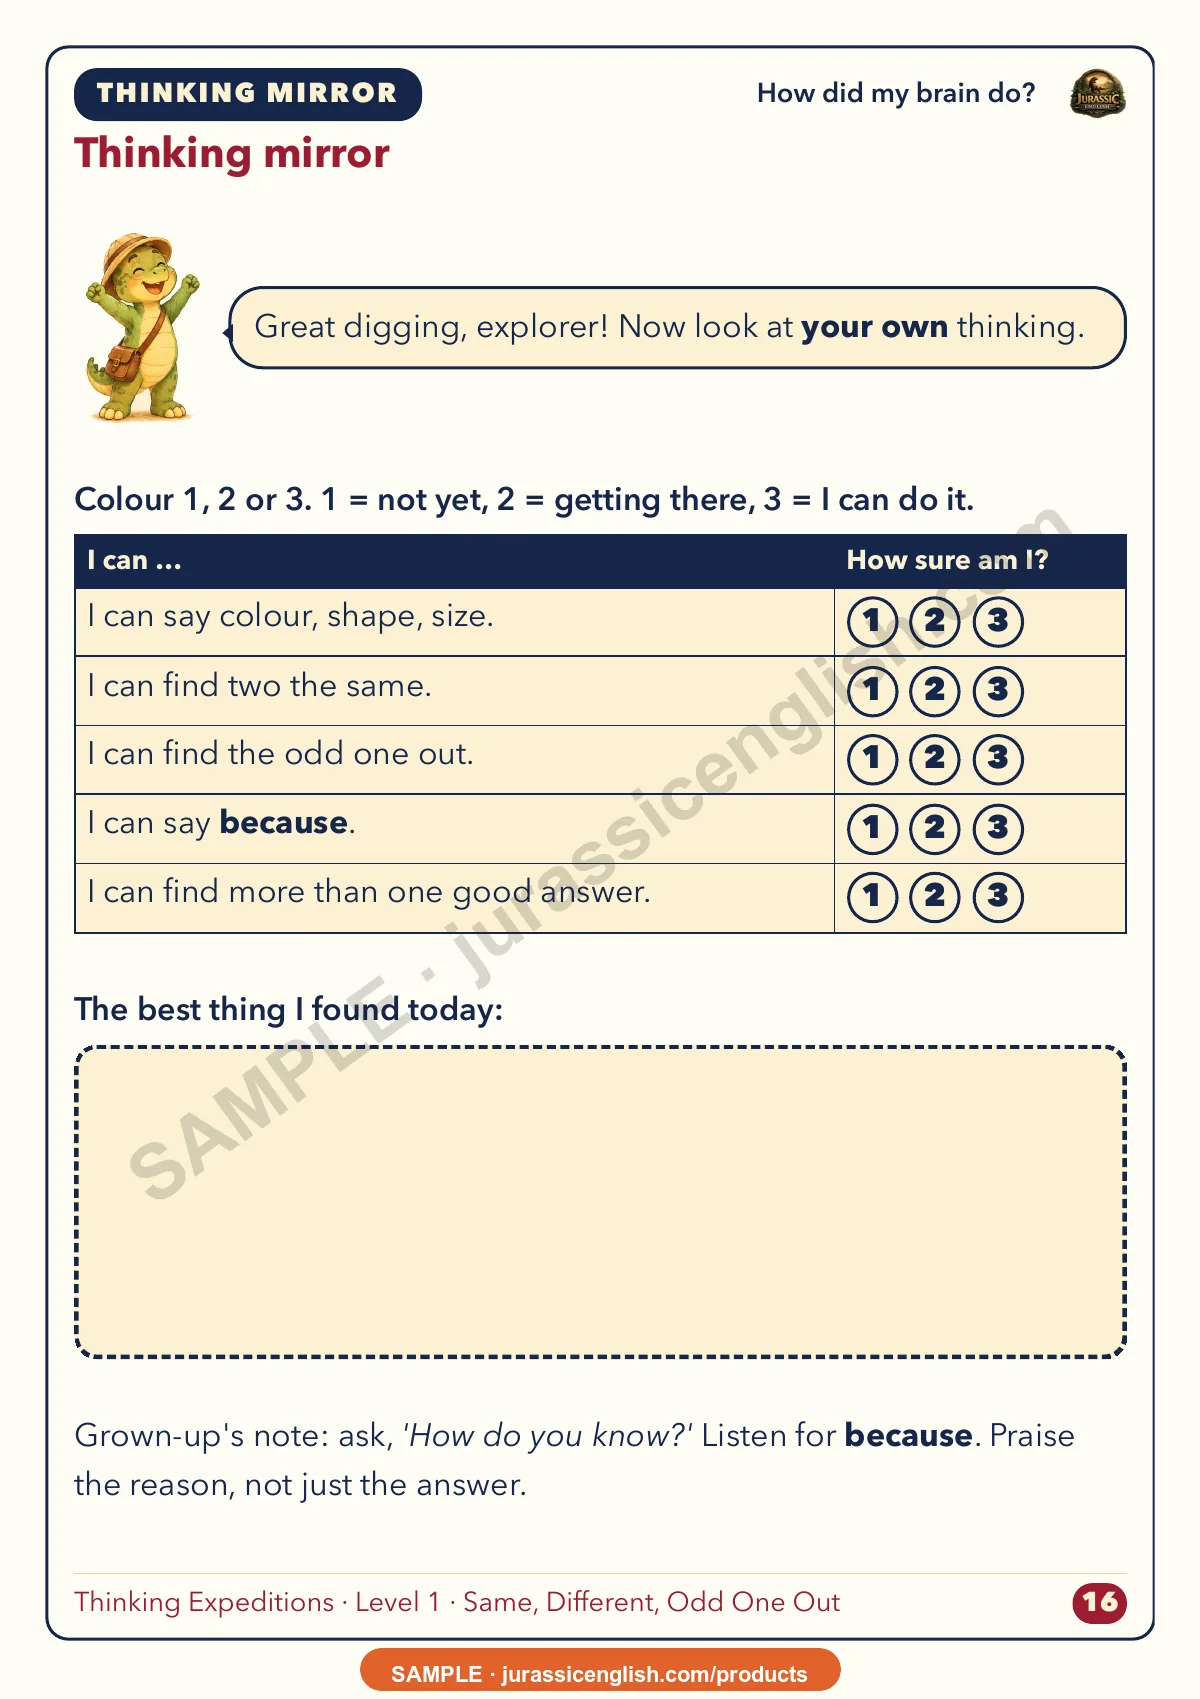 THINKING MIRROR
How did my brain do?
JURASSIC
ENGLISH
Thinking mirror
Great digging, explorer! Now look at your own thinking.
Colour 1, 2 or 3. 1 = not yet, 2 = getting there, 3 = I can do it.
I can ... How sure am I?
I can say colour, shape, size. 1 2 3
I can find two the same. 1 2 3
I can find the odd one out. 1 2 3
I can say because. 1 2 3
I can find more than one good answer. 1 2 3
SAMPLE · jurassicenglish.com
The best thing I found today:
Grown-up's note: ask, 'How do you know?' Listen for because. Praise
the reason, not just the answer.
Thinking Expeditions · Level 1 · Same, Different, Odd One Out
16
SAMPLE · jurassicenglish.com/products